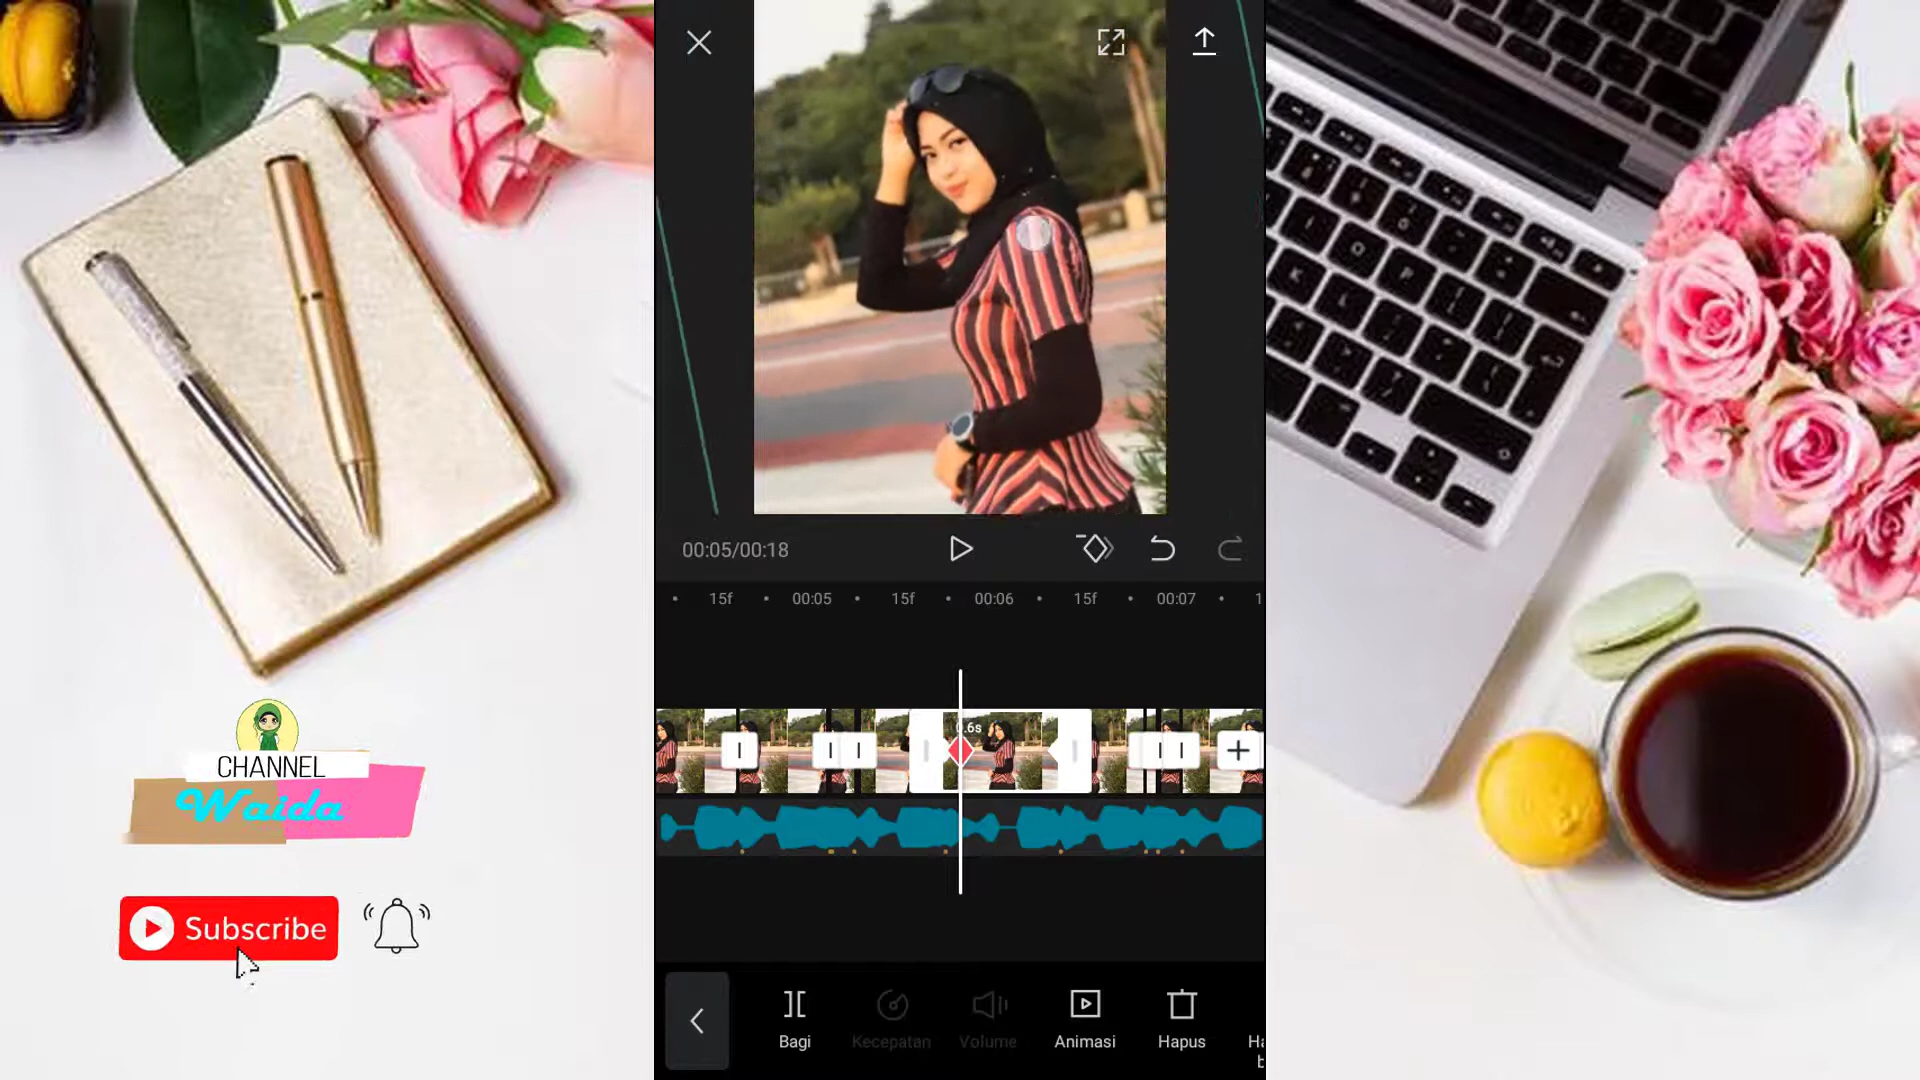 00:05/00:18
15f
00:05
15f
00:06
15f
00:07
0.6s
CHANNEL
Waida
Subscribe
Bagi
Kecepatan
Volume
Animasi
Hapus